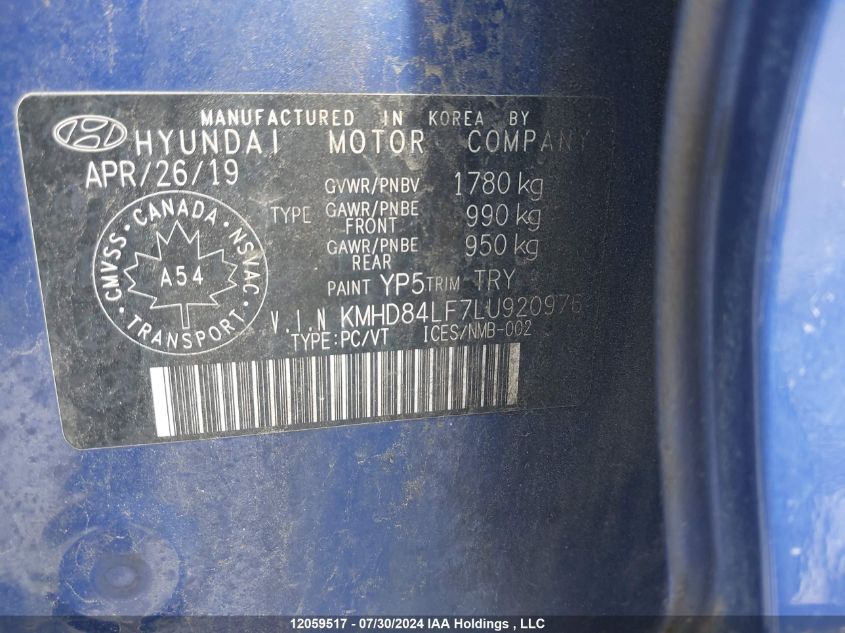 MANUFACTURED IN KOREA BY
HYUNDAI MOTOR COMPANY
APR/26/19
GVWR/PNBV 1780 kg
TYPE GAWR/PNBE FRONT 990 kg
GAWR/PNBE REAR 950 kg
CMVSS · CANADA · NSVAC · TRANSPORT ·
A54
PAINT YP5 TRIM TRY
V.I.N KMHD84LF7LU920976
TYPE:PC/VT ICES/NMB-002
12059517 - 07/30/2024 IAA Holdings , LLC